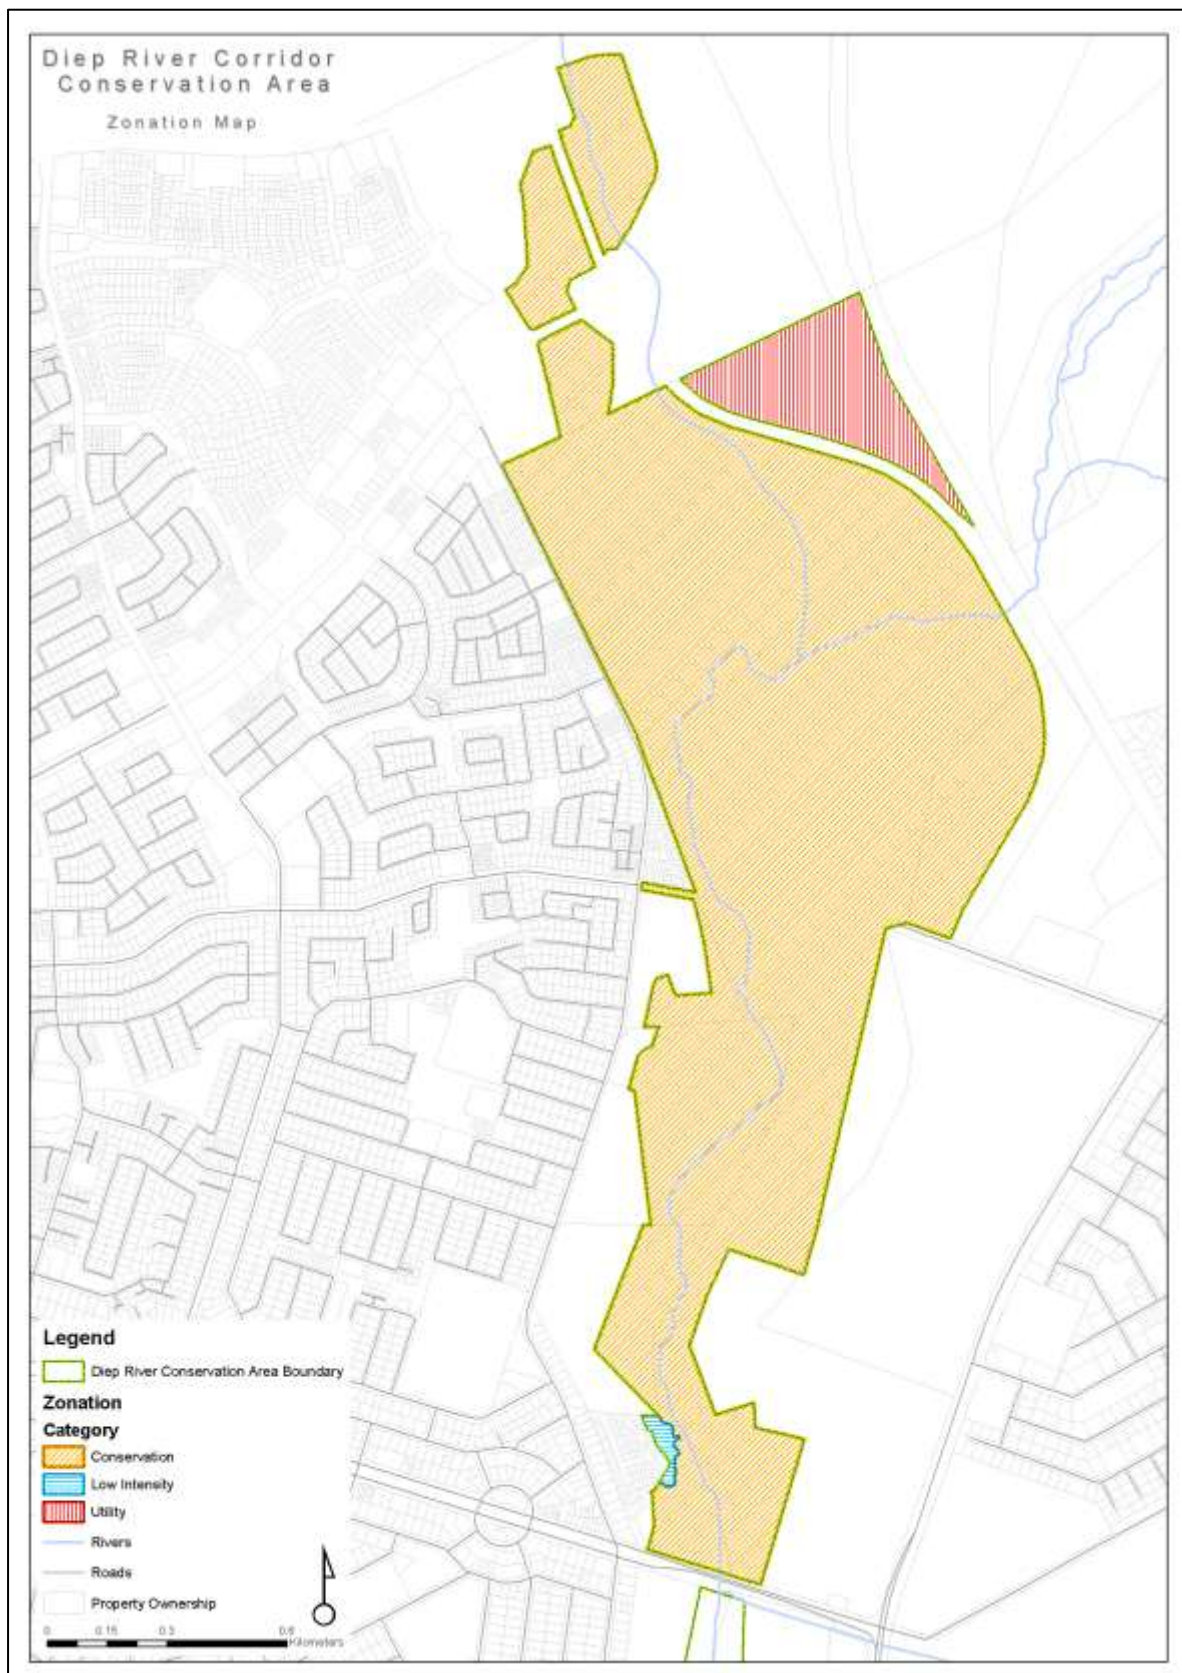 Diep River Corridor
Conservation Area
Zonation Map
Legend
Diep River Conservation Area Boundary
Zonation
Category
Conservation
Low Intensity
Utility
Rivers
Roads
Property Ownership
0 0.15 0.3 0.6
Kilometers